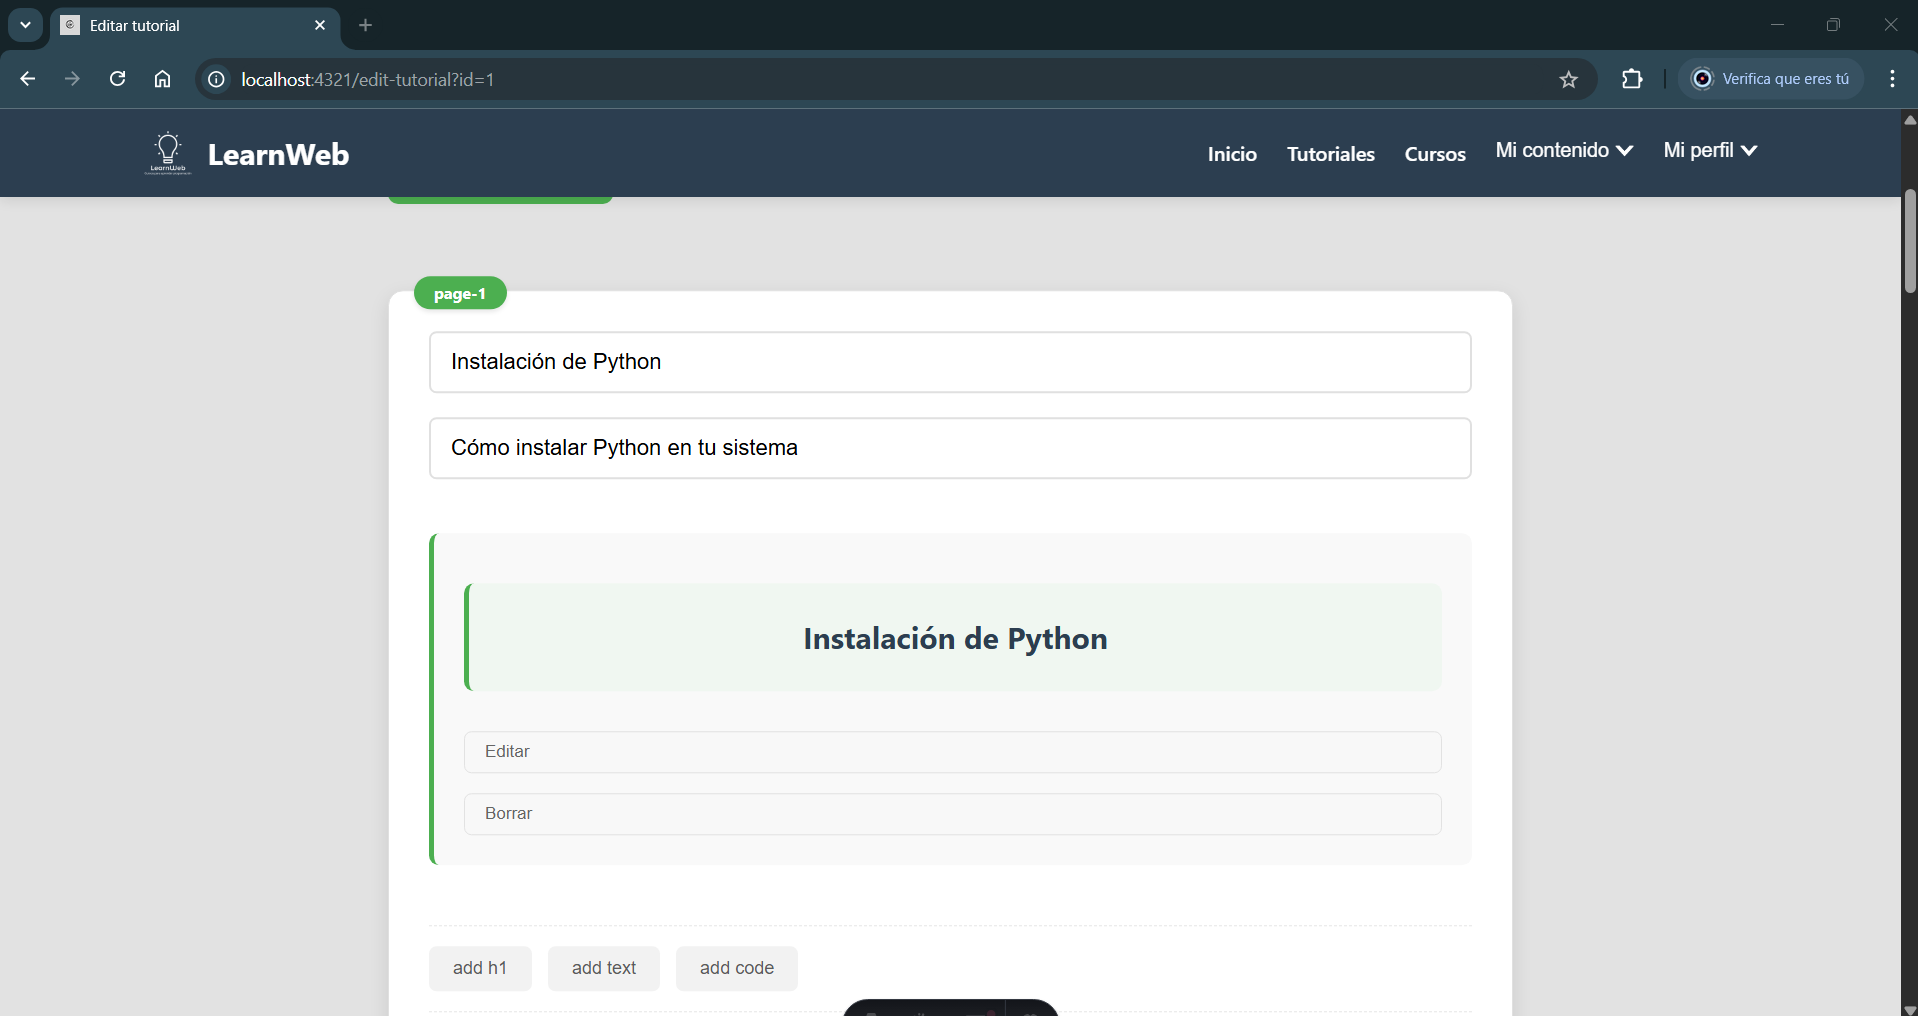 Editar tutorial
localhost:4321/edit-tutorial?id=1
Verifica que eres tú
LearnWeb
LearnWeb
Inicio
Tutoriales
Cursos
Mi contenido
Mi perfil
page-1
Instalación de Python
Cómo instalar Python en tu sistema
Instalación de Python
Editar
Borrar
add h1
add text
add code